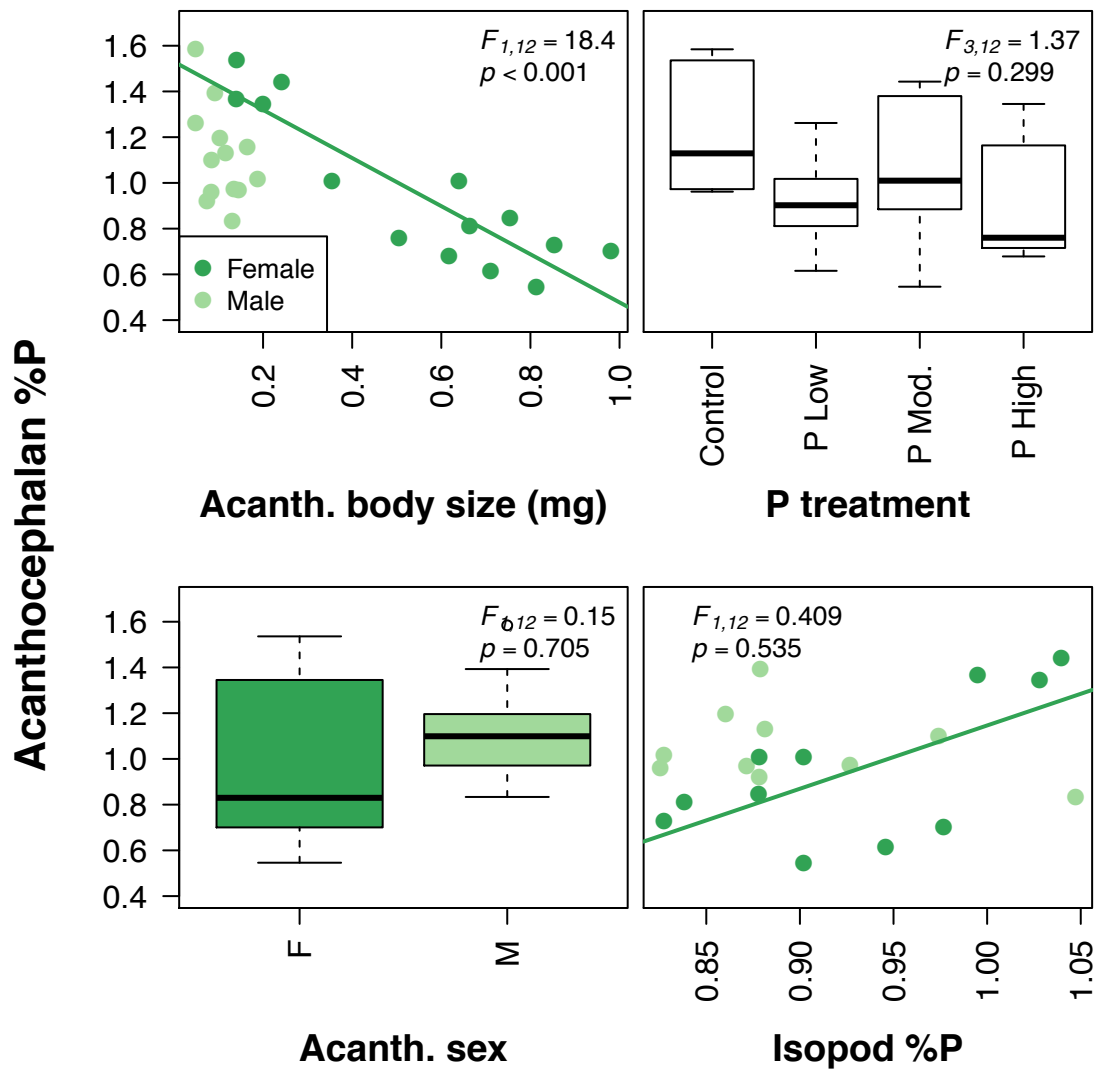 Acanthocephalan %P
1.6
1.4
1.2
1.0
0.8
0.6
0.4
F1,12 = 18.4
p < 0.001
Female
Male
0.2
0.4
0.6
0.8
1.0
Acanth. body size (mg)
F3,12 = 1.37
p = 0.299
Control
P Low
P Mod.
P High
P treatment
1.6
1.4
1.2
1.0
0.8
0.6
0.4
F1,12 = 0.15
p = 0.705
F
M
Acanth. sex
F1,12 = 0.409
p = 0.535
0.85
0.90
0.95
1.00
1.05
Isopod %P